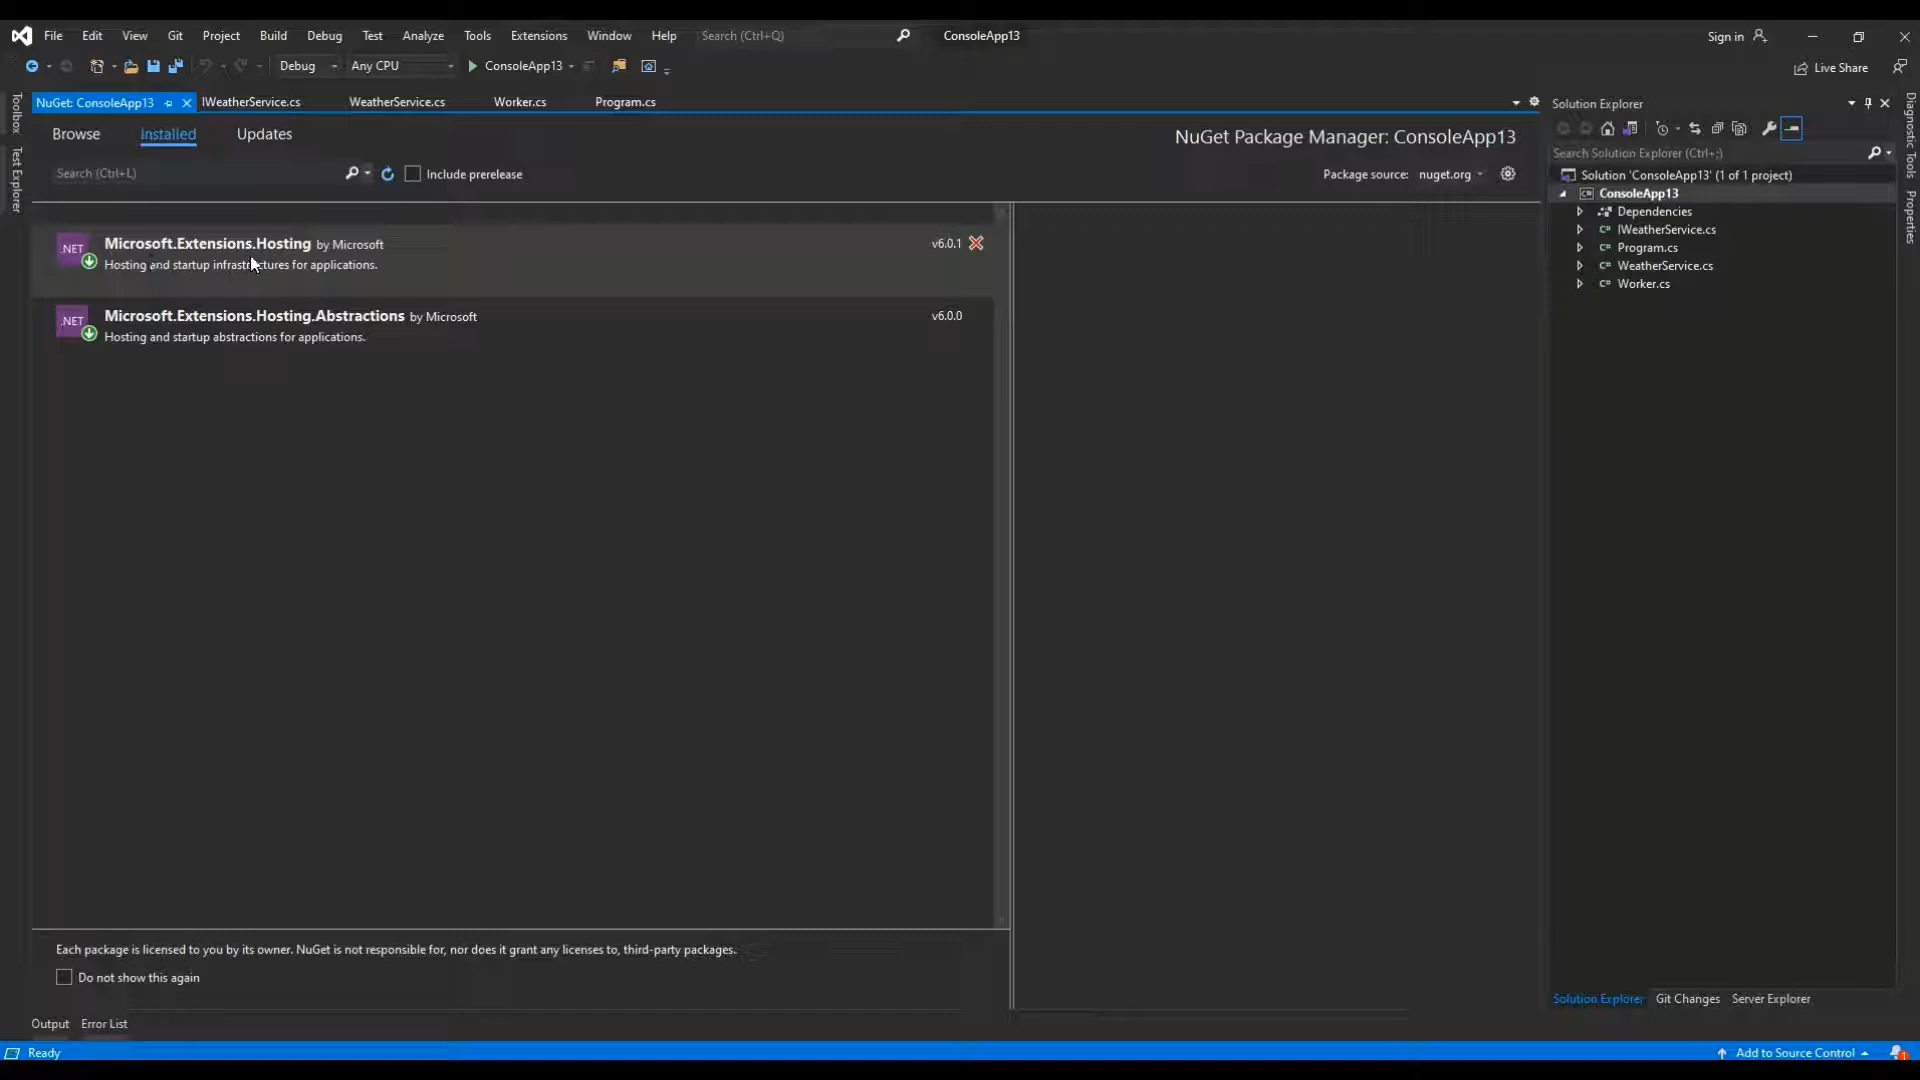 File Edit View Git Project Build Debug Test Analyze Tools Extensions Window Help Search (Ctrl+Q) ConsoleApp13 Sign in
Debug Any CPU ConsoleApp13 Live Share
NuGet: ConsoleApp13 IWeatherService.cs WeatherService.cs Worker.cs Program.cs
Browse Installed Updates
NuGet Package Manager: ConsoleApp13
Search (Ctrl+L) Include prerelease
Package source: nuget.org
.NET Microsoft.Extensions.Hosting by Microsoft v6.0.1
Hosting and startup infrastructures for applications.
.NET Microsoft.Extensions.Hosting.Abstractions by Microsoft v6.0.0
Hosting and startup abstractions for applications.
Each package is licensed to you by its owner. NuGet is not responsible for, nor does it grant any licenses to, third-party packages.
Do not show this again
Toolbox
Test Explorer
Solution Explorer
Search Solution Explorer (Ctrl+;)
Solution 'ConsoleApp13' (1 of 1 project)
C# ConsoleApp13
Dependencies
C# IWeatherService.cs
C# Program.cs
C# WeatherService.cs
C# Worker.cs
Diagnostic Tools
Properties
Solution Explorer Git Changes Server Explorer
Output Error List
Ready
Add to Source Control
1